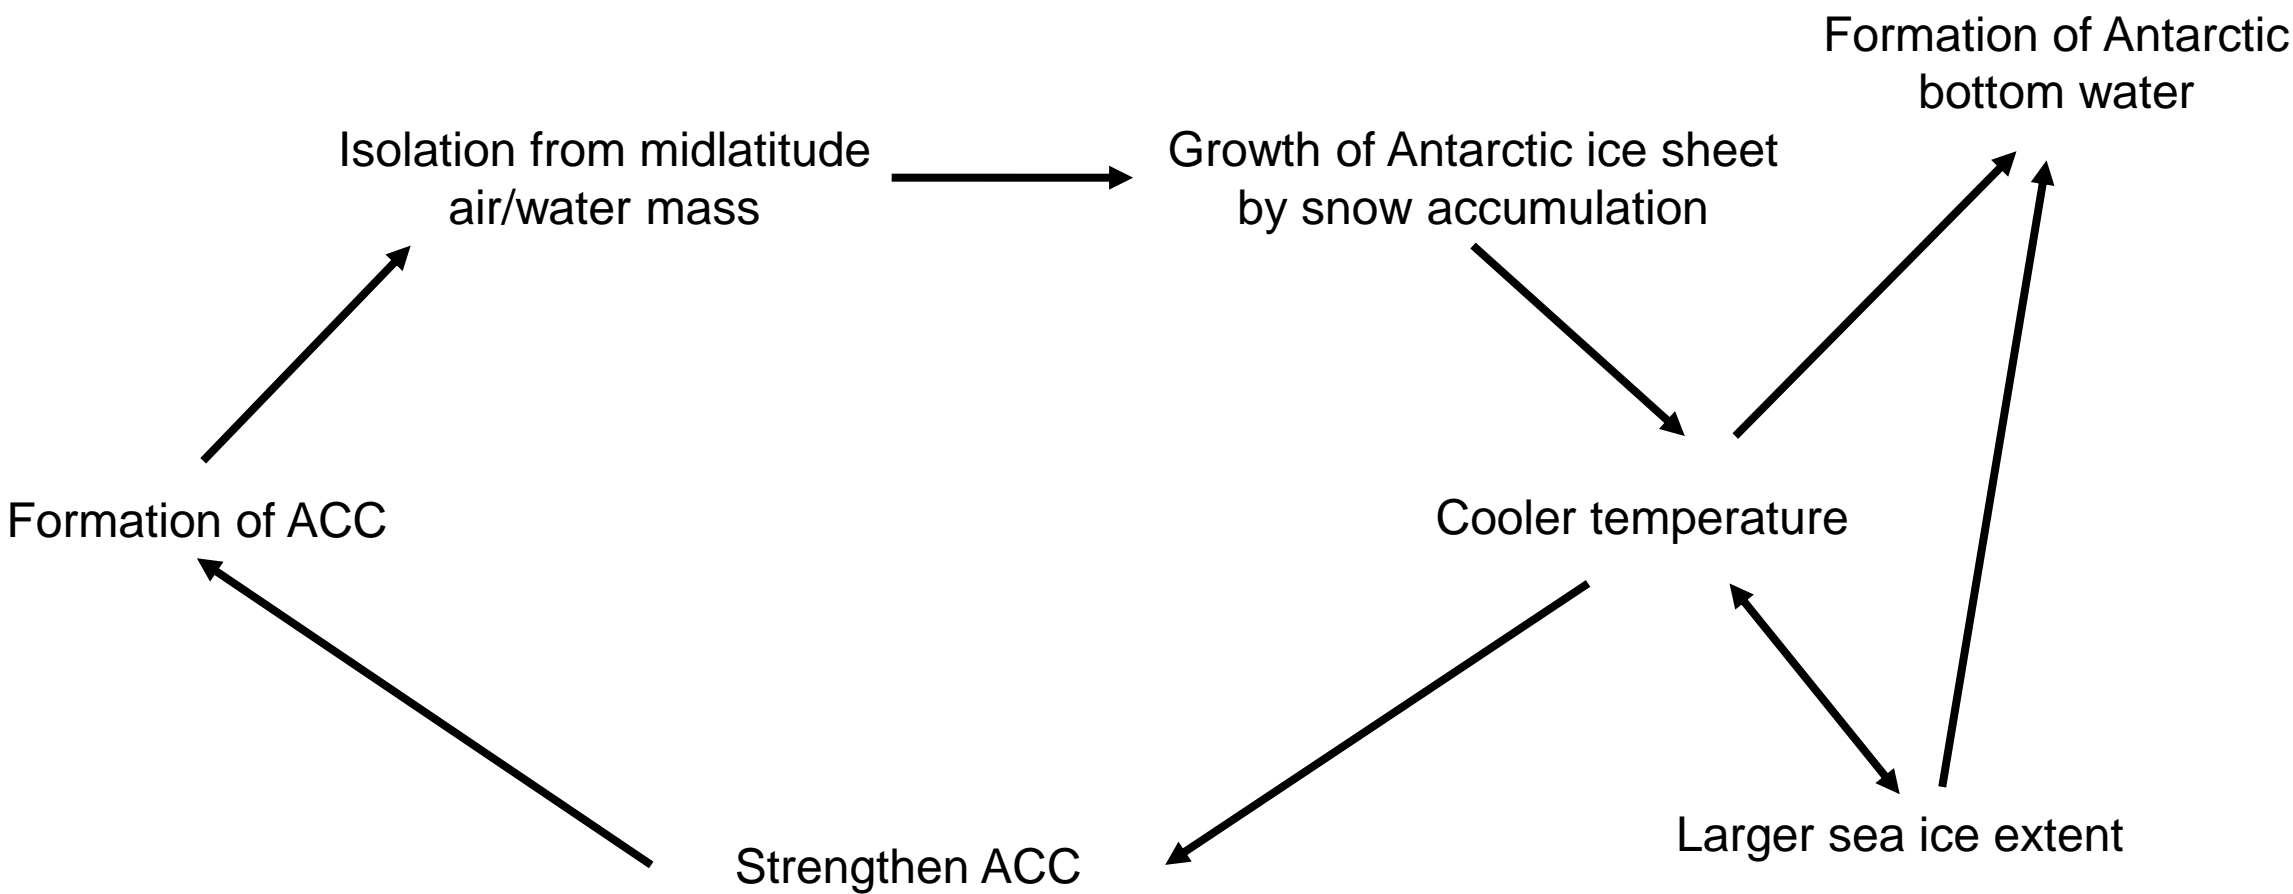 Formation of Antarctic
bottom water
Isolation from midlatitude
air/water mass
Growth of Antarctic ice sheet
by snow accumulation
Formation of ACC
Cooler temperature
Larger sea ice extent
Strengthen ACC